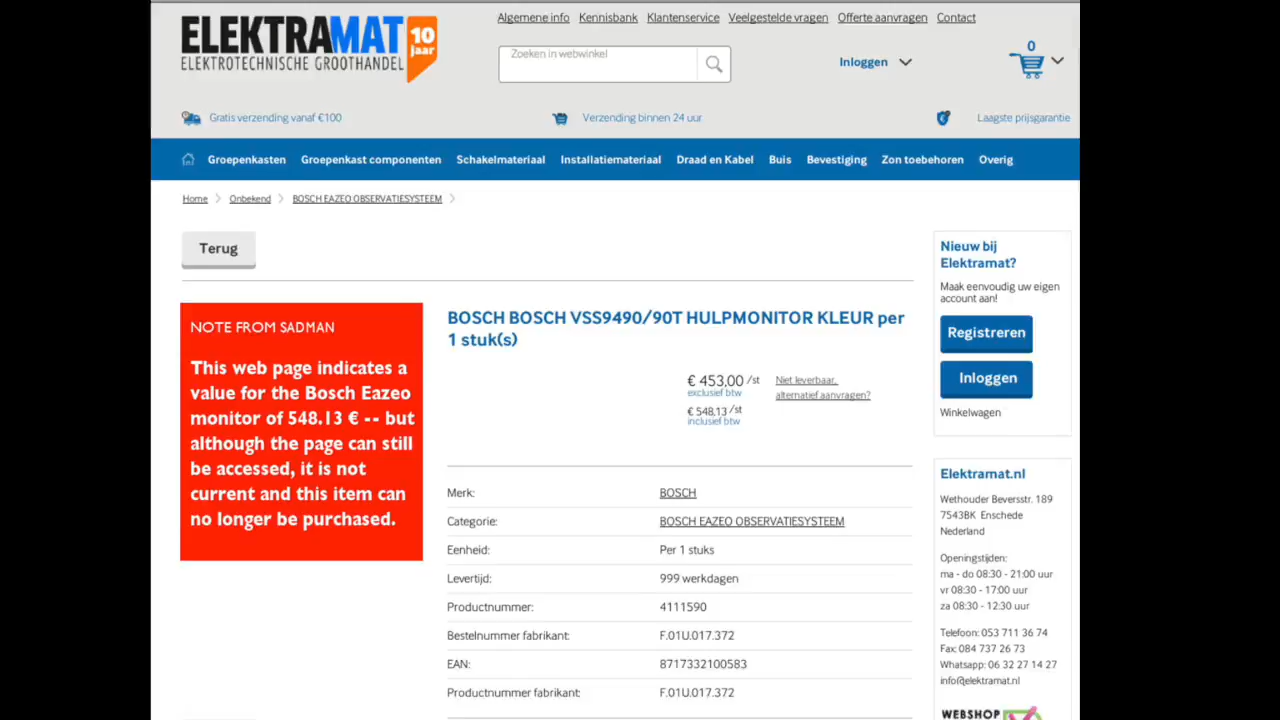 Algemene info Kennisbank Klantenservice Veelgestelde vragen Offerte aanvragen Contact
ELEKTRAMAT 10 jaar
ELEKTROTECHNISCHE GROOTHANDEL
Zoeken in webwinkel
Inloggen
0
Gratis verzending vanaf €100
Verzending binnen 24 uur
Laagste prijsgarantie
Groepenkasten Groepenkast componenten Schakelmateriaal Installatiemateriaal Draad en Kabel Buis Bevestiging Zon toebehoren Overig
Home Onbekend BOSCH EAZEO OBSERVATIESYSTEEM
Terug
NOTE FROM SADMAN
This web page indicates a
value for the Bosch Eazeo
monitor of 548.13 € -- but
although the page can still
be accessed, it is not
current and this item can
no longer be purchased.
BOSCH BOSCH VSS9490/90T HULPMONITOR KLEUR per
1 stuk(s)
€ 453,00 /st
exclusief btw
€ 548,13 /st
inclusief btw
Niet leverbaar,
alternatief aanvragen?
Merk: BOSCH
Categorie: BOSCH EAZEO OBSERVATIESYSTEEM
Eenheid: Per 1 stuks
Levertijd: 999 werkdagen
Productnummer: 4111590
Bestelnummer fabrikant: F.01U.017.372
EAN: 8717332100583
Productnummer fabrikant: F.01U.017.372
Nieuw bij
Elektramat?
Maak eenvoudig uw eigen
account aan!
Registreren
Inloggen
Winkelwagen
Elektramat.nl
Wethouder Beversstr. 189
7543BK Enschede
Nederland
Openingstijden:
ma - do 08:30 - 21:00 uur
vr 08:30 - 17:00 uur
za 08:30 - 12:30 uur
Telefoon: 053 711 36 74
Fax: 084 737 26 73
Whatsapp: 06 32 27 14 27
info@elektramat.nl
WEBSHOP